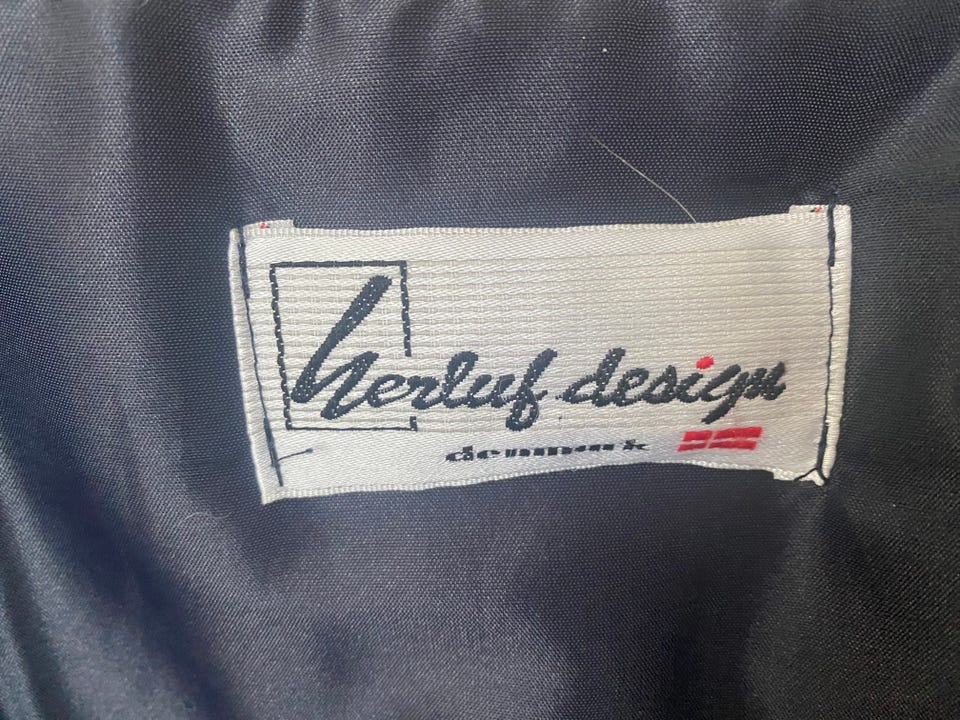 herluf design
denmark